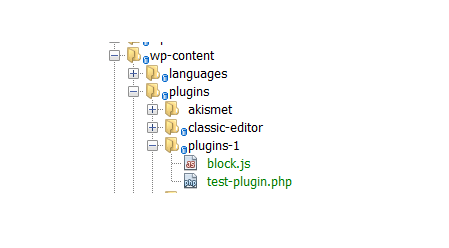 wp-content
languages
plugins
akismet
classic-editor
plugins-1
block.js
test-plugin.php